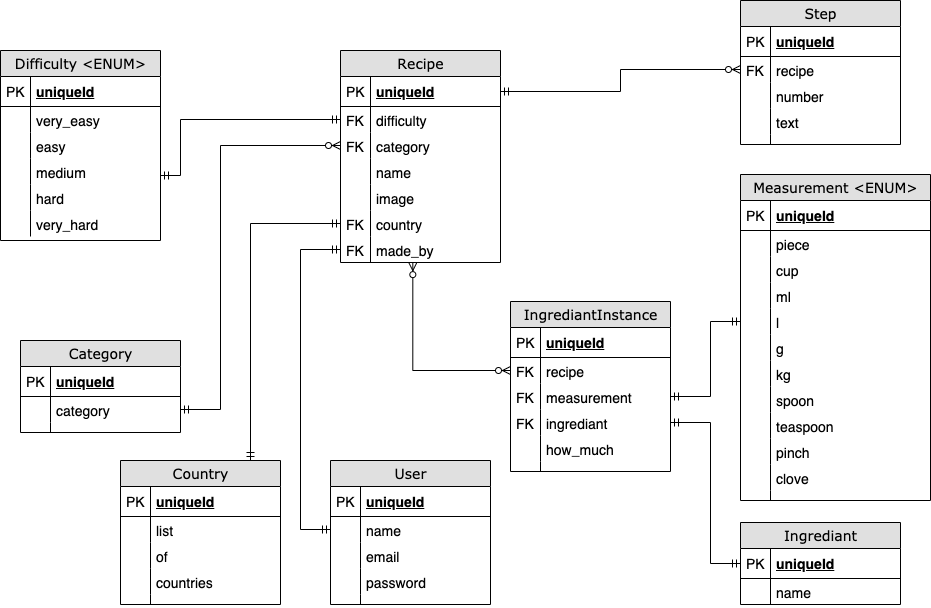 Step
PK uniqueId
FK recipe
number
text
Difficulty <ENUM>
PK uniqueId
very_easy
easy
medium
hard
very_hard
Recipe
PK uniqueId
FK difficulty
FK category
name
image
FK country
FK made_by
Measurement <ENUM>
PK uniqueId
piece
cup
ml
l
g
kg
spoon
teaspoon
pinch
clove
IngrediantInstance
PK uniqueId
FK recipe
FK measurement
FK ingrediant
how_much
Category
PK uniqueId
category
Country
PK uniqueId
list
of
countries
User
PK uniqueId
name
email
password
Ingrediant
PK uniqueId
name